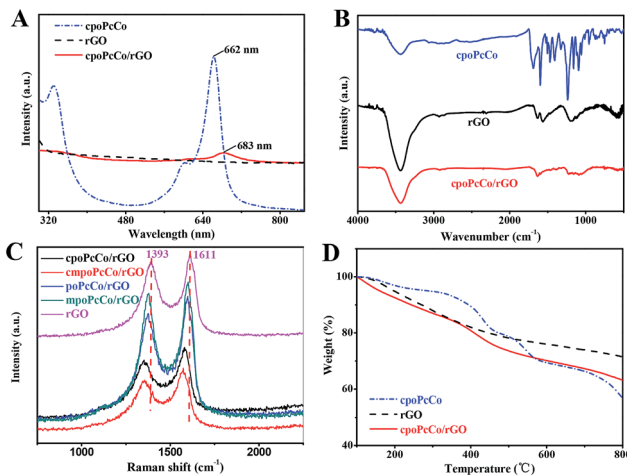 A
cpoPcCo
rGO
cpoPcCo/rGO
662 nm
683 nm
Intensity (a.u.)
320 480 640 800
Wavelength (nm)
B
cpoPcCo
rGO
cpoPcCo/rGO
Intensity (a.u.)
4000 3000 2000 1000
Wavenumber (cm-1)
C
1393 1611
cpoPcCo/rGO
cmpoPcCo/rGO
poPcCo/rGO
mpoPcCo/rGO
rGO
Intensity (a.u.)
1000 1500 2000
Raman shift (cm-1)
D
100
80
60
40
Weight (%)
cpoPcCo
rGO
cpoPcCo/rGO
200 400 600 800
Temperature (℃)